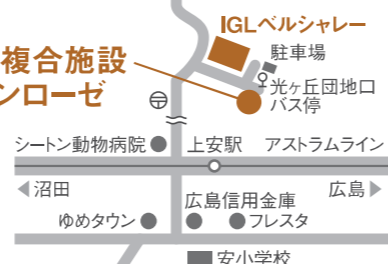 IGLベルシャレー
複合施設
ンローゼ
駐車場
光ヶ丘団地口
バス停
シートン動物病院
上安駅
アストラムライン
沼田
広島信用金庫
広島
ゆめタウン
フレスタ
安小学校